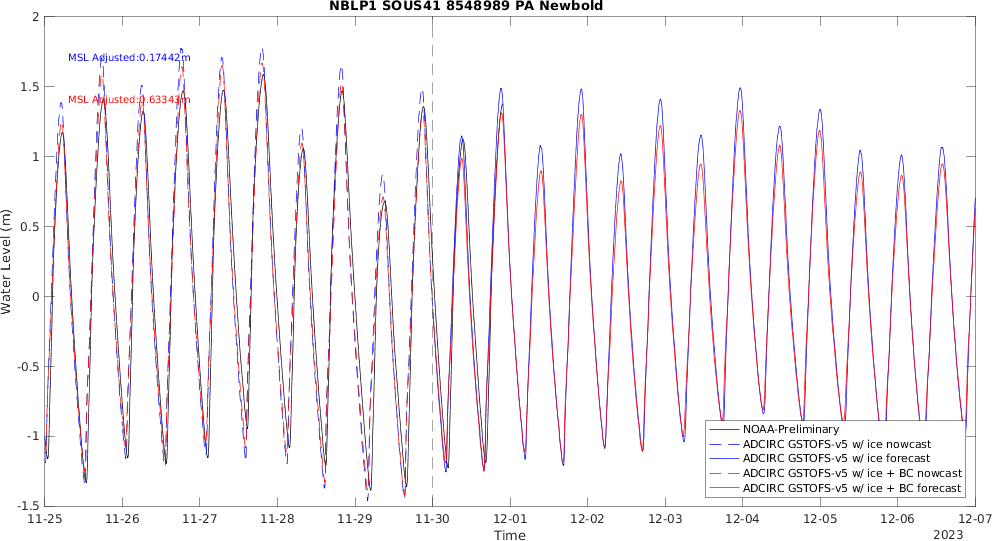 NBLP1 SOUS41 8548989 PA Newbold
2
1.5
1
0.5
0
-0.5
-1
-1.5
Water Level (m)
MSL Adjusted:0.17442m
MSL Adjusted:0.63343m
NOAA-Preliminary
ADCIRC GSTOFS-v5 w/ ice nowcast
ADCIRC GSTOFS-v5 w/ ice forecast
ADCIRC GSTOFS-v5 w/ ice + BC nowcast
ADCIRC GSTOFS-v5 w/ ice + BC forecast
11-25 11-26 11-27 11-28 11-29 11-30 12-01 12-02 12-03 12-04 12-05 12-06 12-07
Time
2023